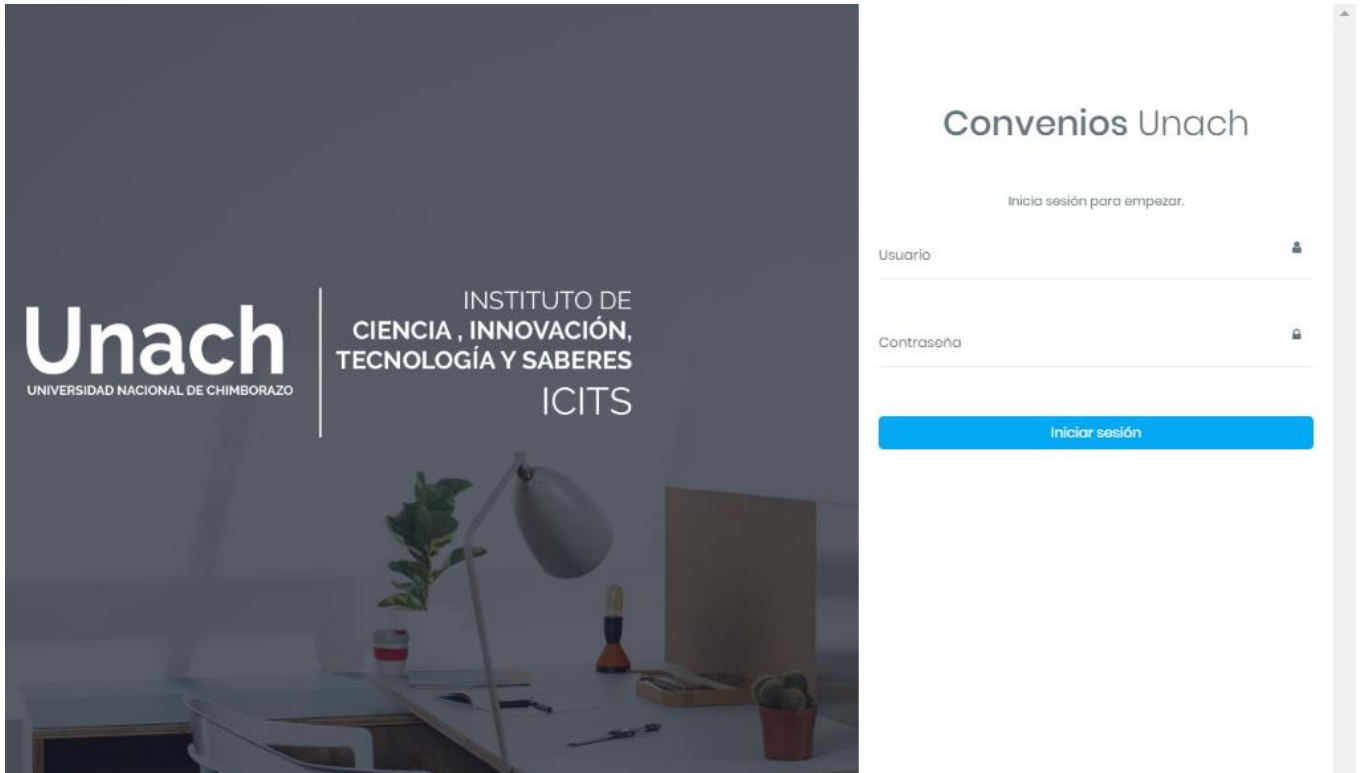 Unach
UNIVERSIDAD NACIONAL DE CHIMBORAZO
INSTITUTO DE
CIENCIA , INNOVACIÓN,
TECNOLOGÍA Y SABERES
ICITS
Convenios Unach
Inicia sesión para empezar.
Usuario
Contraseña
Iniciar sesión